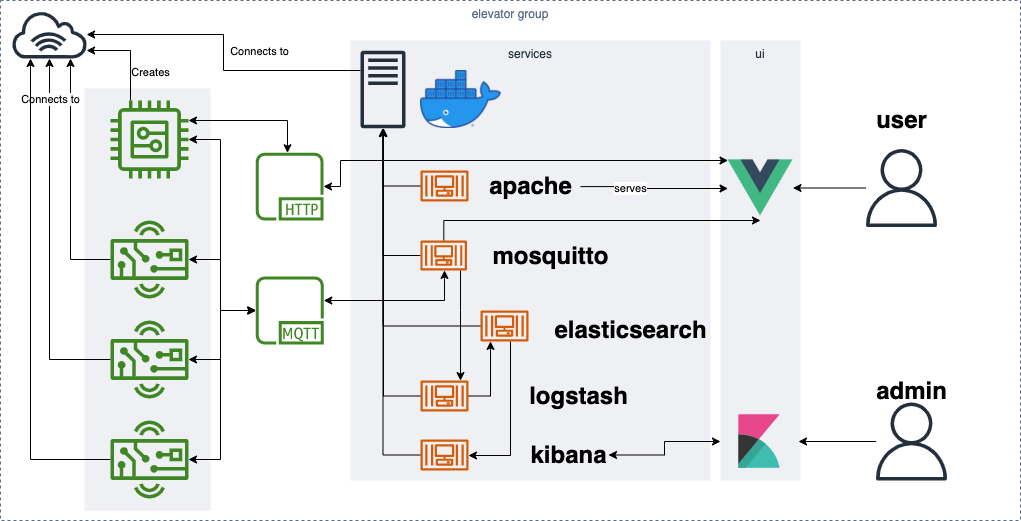 elevator group
Connects to
services
ui
Creates
Connects to
user
HTTP
apache
serves
mosquitto
MQTT
elasticsearch
logstash
admin
kibana